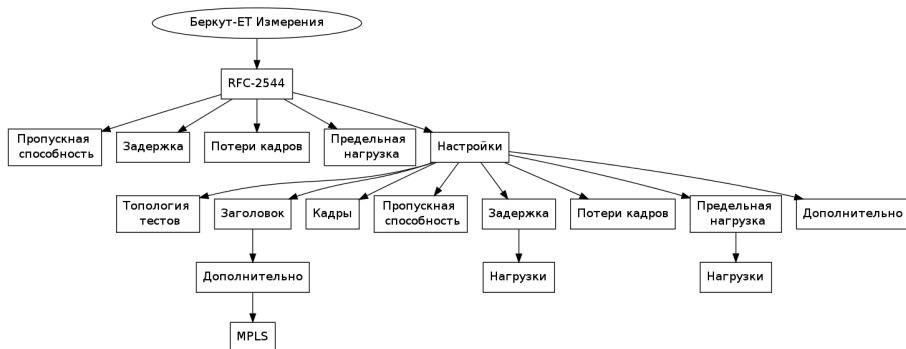 Беркут-ЕТ Измерения
RFC-2544
Пропускная
способность
Задержка
Потери кадров
Предельная
нагрузка
Настройки
Топология
тестов
Заголовок
Кадры
Пропускная
способность
Задержка
Потери кадров
Предельная
нагрузка
Дополнительно
Дополнительно
Нагрузки
Нагрузки
MPLS